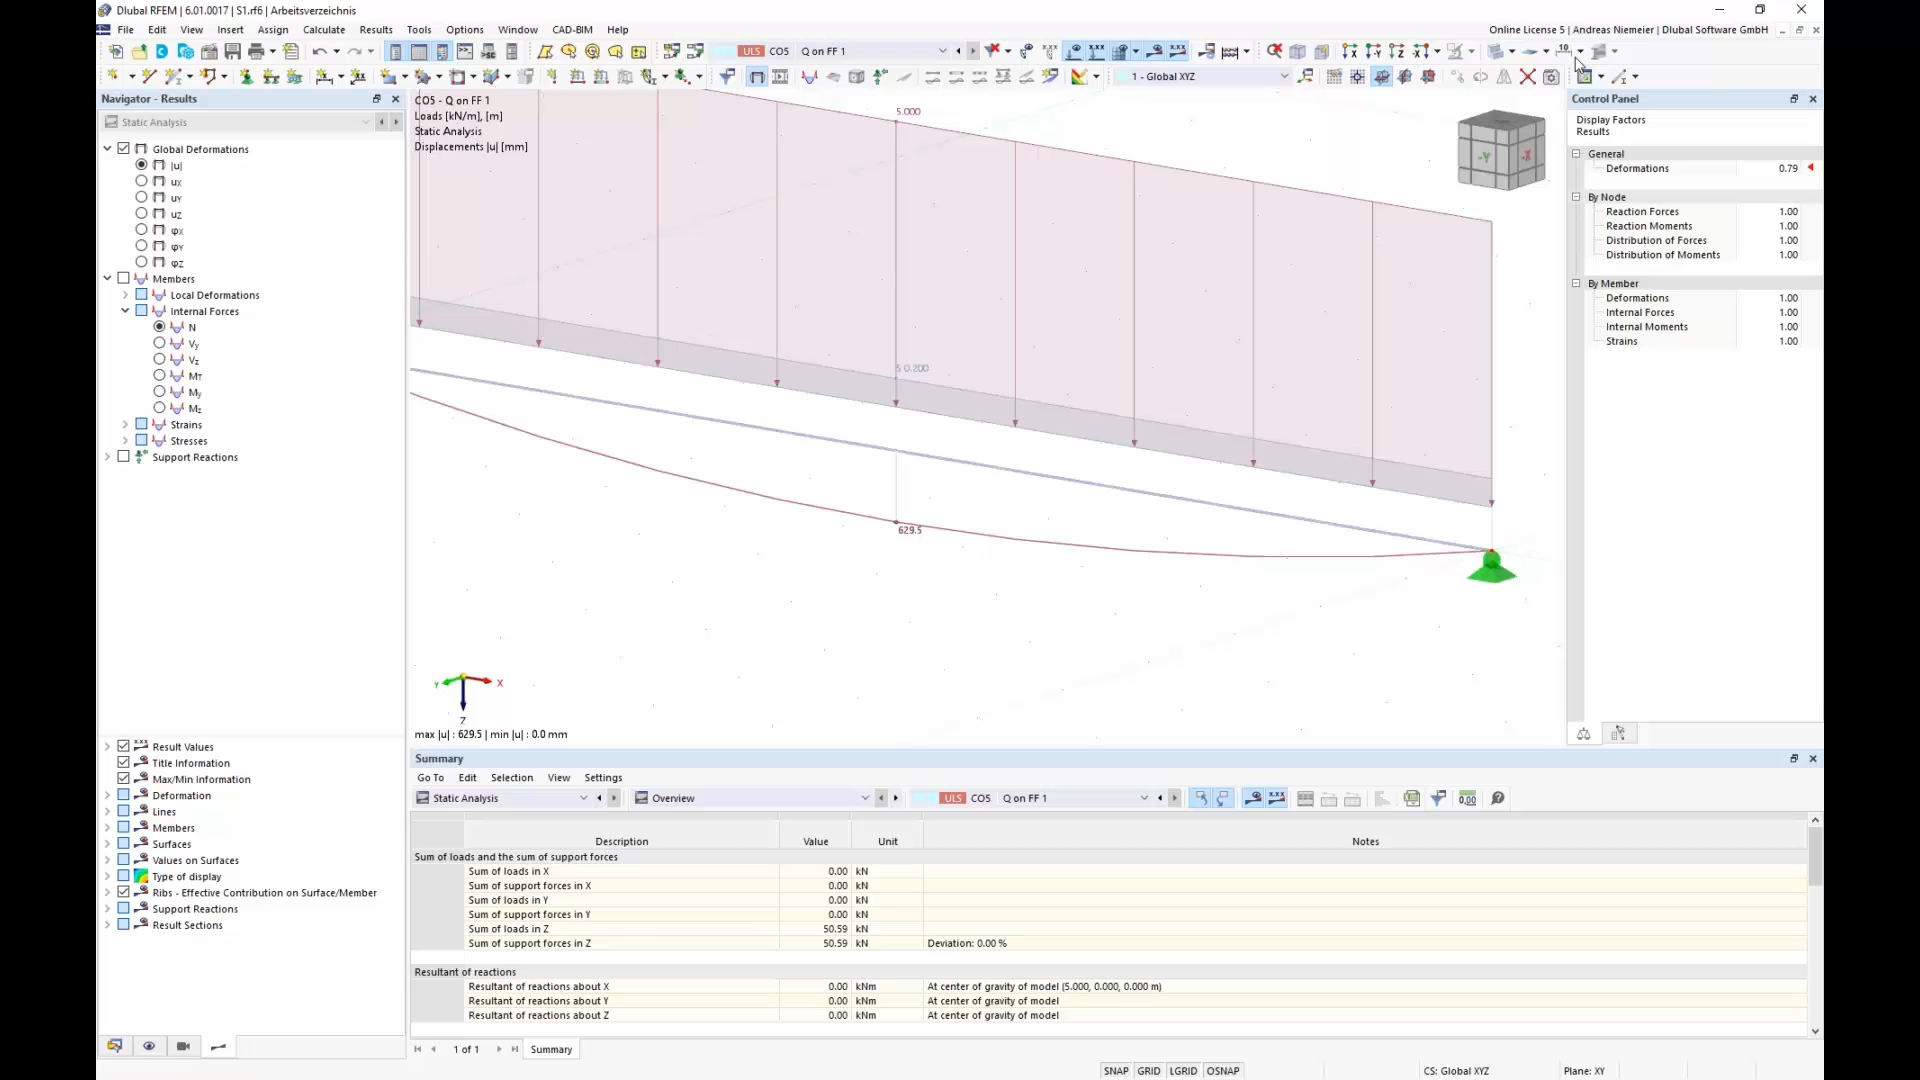 Dlubal RFEM | 6.01.0017 | S1.rf6 | Arbeitsverzeichnis
File Edit View Insert Assign Calculate Results Tools Options Window CAD-BIM Help
Online License 5 | Andreas Niemeier | Dlubal Software GmbH
ULS CO5 Q on FF 1
1 - Global XYZ
Navigator - Results
Static Analysis
Global Deformations
|u|
uX
uY
uZ
φX
φY
φZ
Members
Local Deformations
Internal Forces
N
Vy
Vz
MT
My
Mz
Strains
Stresses
Support Reactions
Result Values
Title Information
Max/Min Information
Deformation
Lines
Members
Surfaces
Values on Surfaces
Type of display
Ribs - Effective Contribution on Surface/Member
Support Reactions
Result Sections
CO5 - Q on FF 1
Loads [kN/m], [m]
Static Analysis
Displacements |u| [mm]
5.000
0.200
629.5
-Y
-X
Y
X
Z
max |u| : 629.5 | min |u| : 0.0 mm
Control Panel
Display Factors
Results
General
Deformations 0.79
By Node
Reaction Forces 1.00
Reaction Moments 1.00
Distribution of Forces 1.00
Distribution of Moments 1.00
By Member
Deformations 1.00
Internal Forces 1.00
Internal Moments 1.00
Strains 1.00
Summary
Go To Edit Selection View Settings
Static Analysis Overview ULS CO5 Q on FF 1
Description Value Unit Notes
Sum of loads and the sum of support forces
Sum of loads in X 0.00 kN
Sum of support forces in X 0.00 kN
Sum of loads in Y 0.00 kN
Sum of support forces in Y 0.00 kN
Sum of loads in Z 50.59 kN
Sum of support forces in Z 50.59 kN Deviation: 0.00 %
Resultant of reactions
Resultant of reactions about X 0.00 kNm At center of gravity of model (5.000, 0.000, 0.000 m)
Resultant of reactions about Y 0.00 kNm At center of gravity of model
Resultant of reactions about Z 0.00 kNm At center of gravity of model
1 of 1 Summary
SNAP GRID LGRID OSNAP CS: Global XYZ Plane: XY